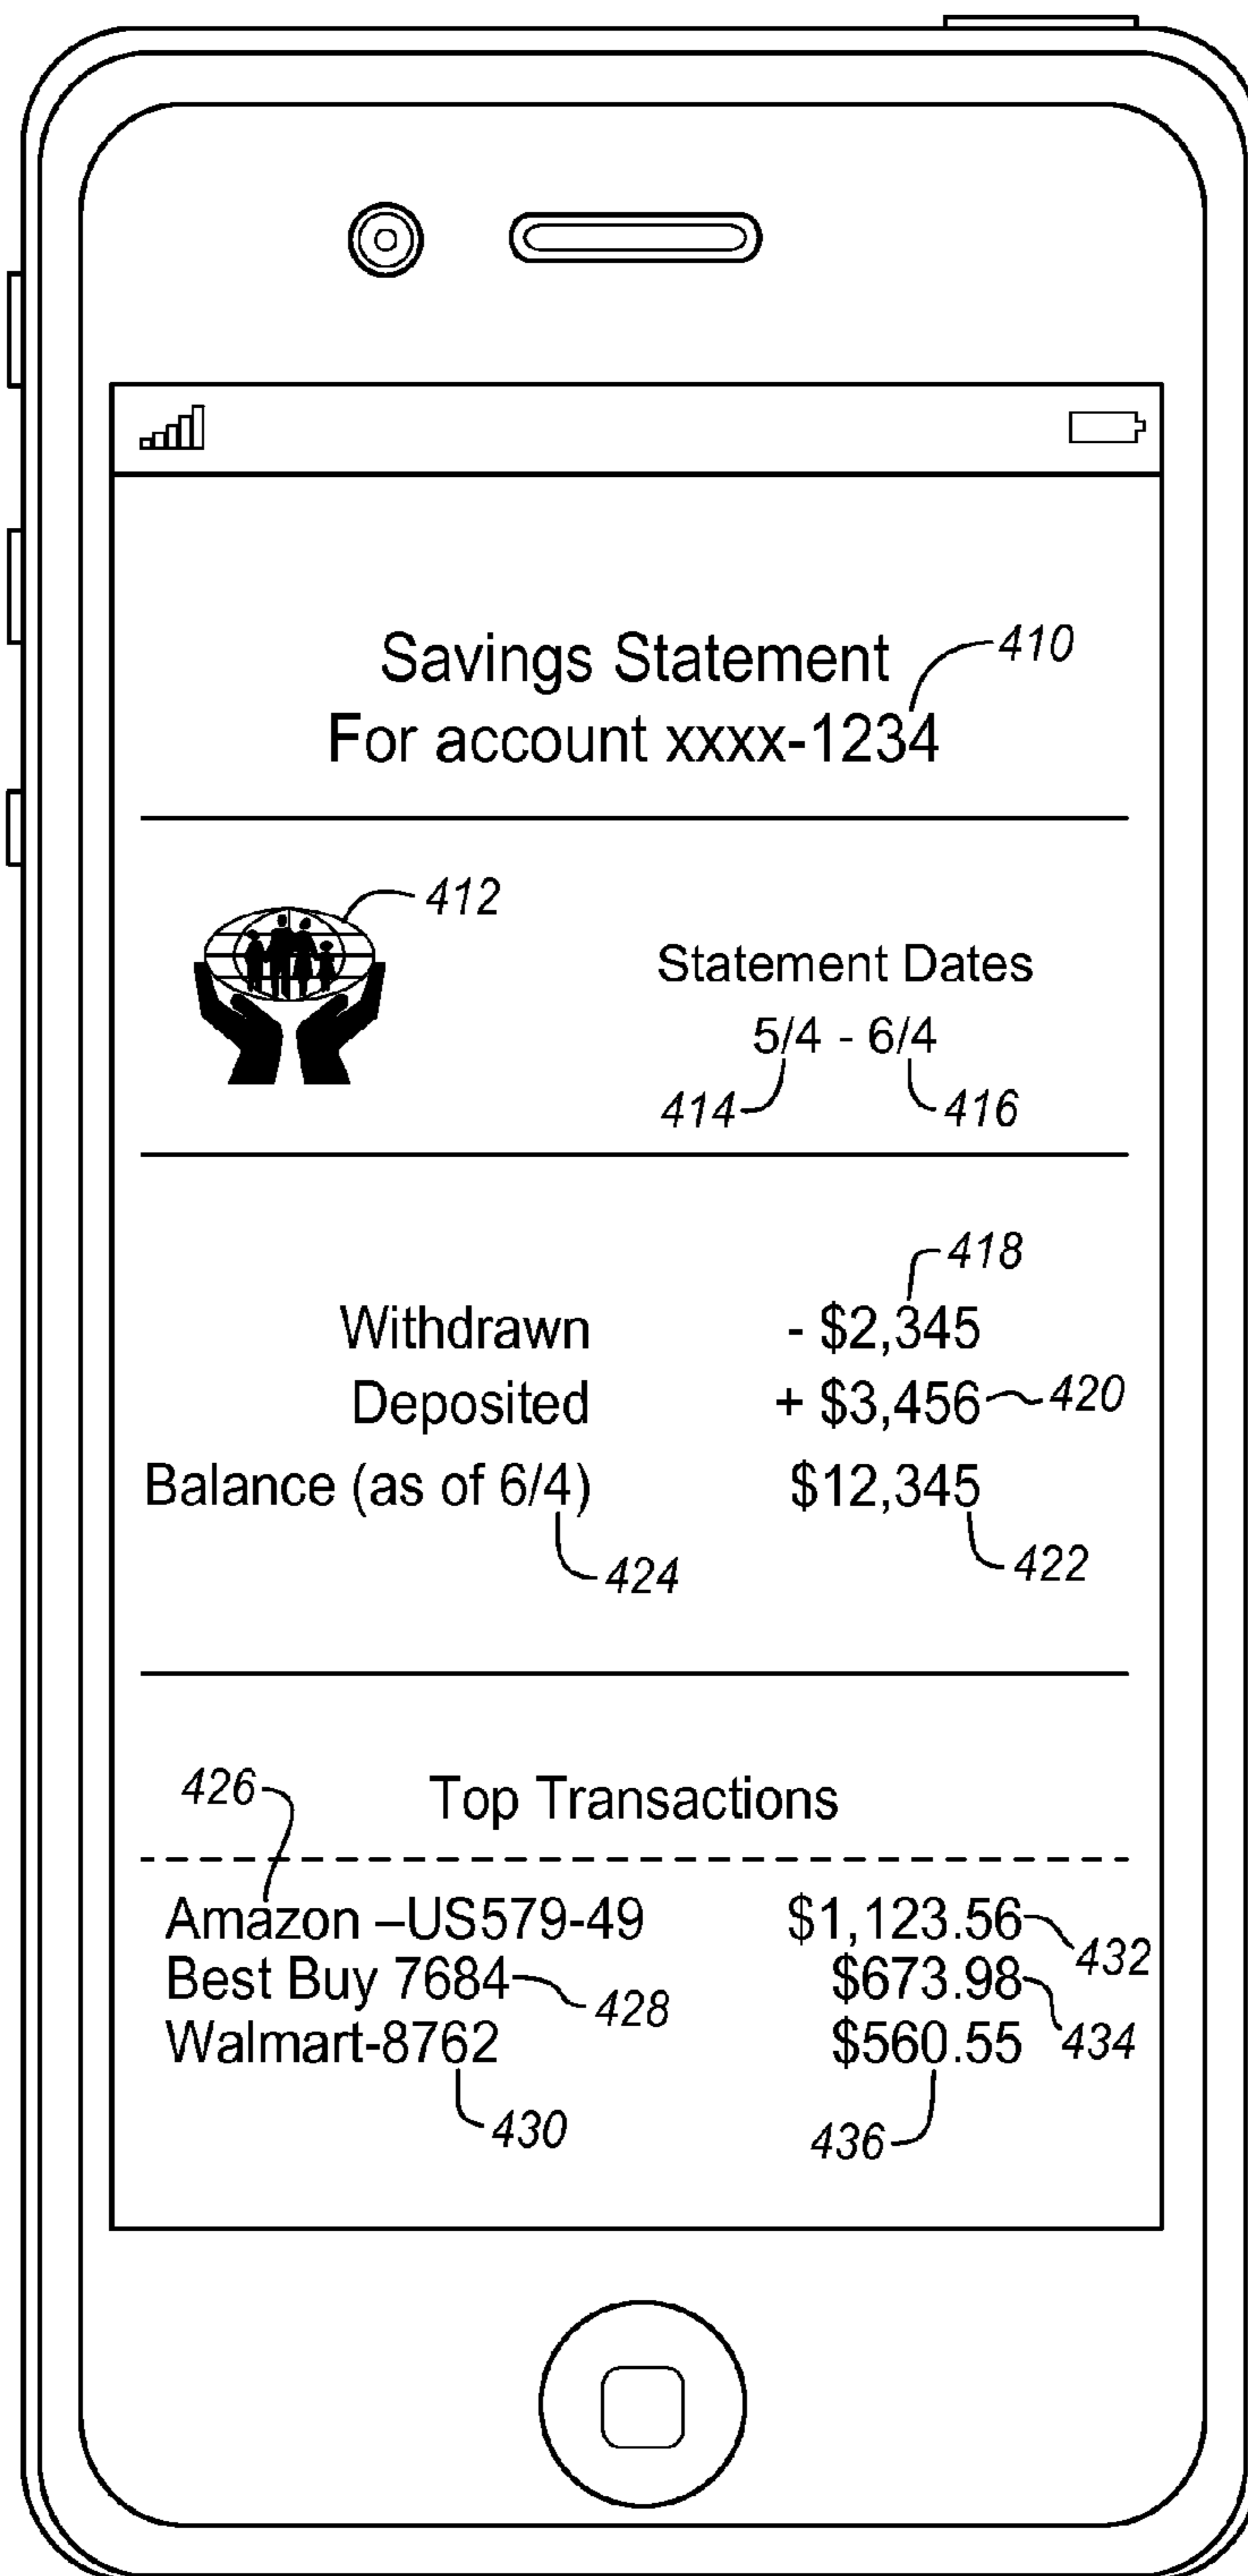 Savings Statement
410
For account xxxx-1234
412
Statement Dates
5/4 - 6/4
414
416
418
Withdrawn - $2,345
Deposited + $3,456
420
Balance (as of 6/4) $12,345
424
422
426
Top Transactions
Amazon –US579-49 $1,123.56
432
Best Buy 7684 $673.98
428
434
Walmart-8762 $560.55
430
436